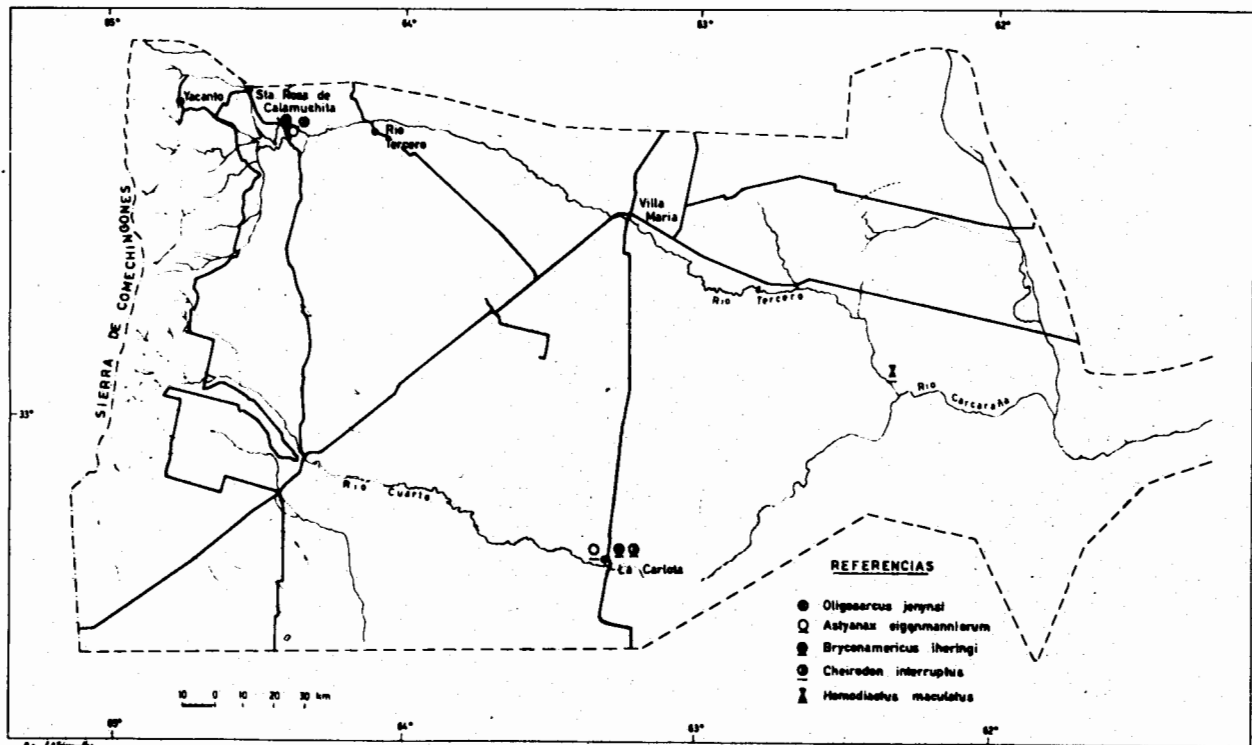 65°
64°
63°
62°
Yacanto
Sta Rosa de
Calamuchita
Rio
Tercero
Villa
Maria
SIERRA DE COMECHINGONES
Rio Tercero
33°
Rio Carcaraña
Rio Cuarto
La Carlota
REFERENCIAS
Oligosarcus jenynsi
Astyanax eigenmanniorum
Bryconamericus iheringi
Cheirodon interruptus
Hemodiaetus maculatus
10 0 10 20 30 km
65°
64°
63°
62°